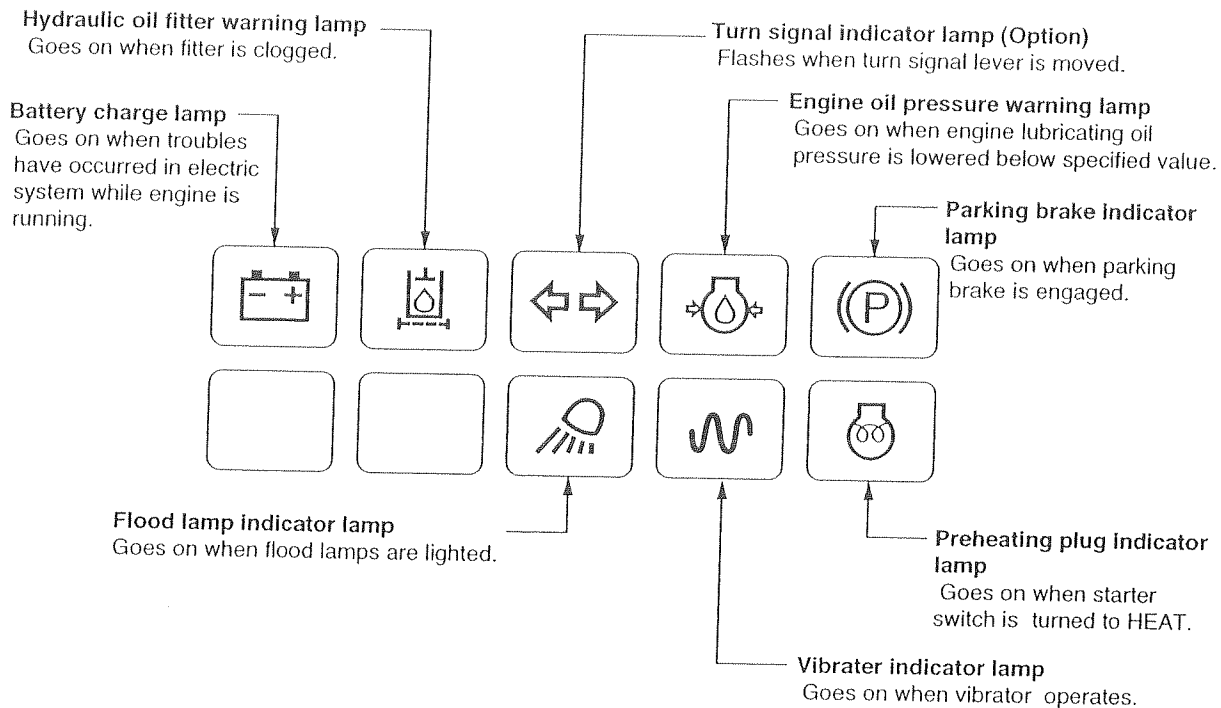 Hydraulic oil fitter warning lamp
Goes on when fitter is clogged.
Turn signal indicator lamp (Option)
Flashes when turn signal lever is moved.
Battery charge lamp
Goes on when troubles
have occurred in electric
system while engine is
running.
Engine oil pressure warning lamp
Goes on when engine lubricating oil
pressure is lowered below specified value.
Parking brake indicator
lamp
Goes on when parking
brake is engaged.
- +
P
Flood lamp indicator lamp
Goes on when flood lamps are lighted.
Preheating plug indicator
lamp
Goes on when starter
switch is turned to HEAT.
Vibrater indicator lamp
Goes on when vibrator operates.